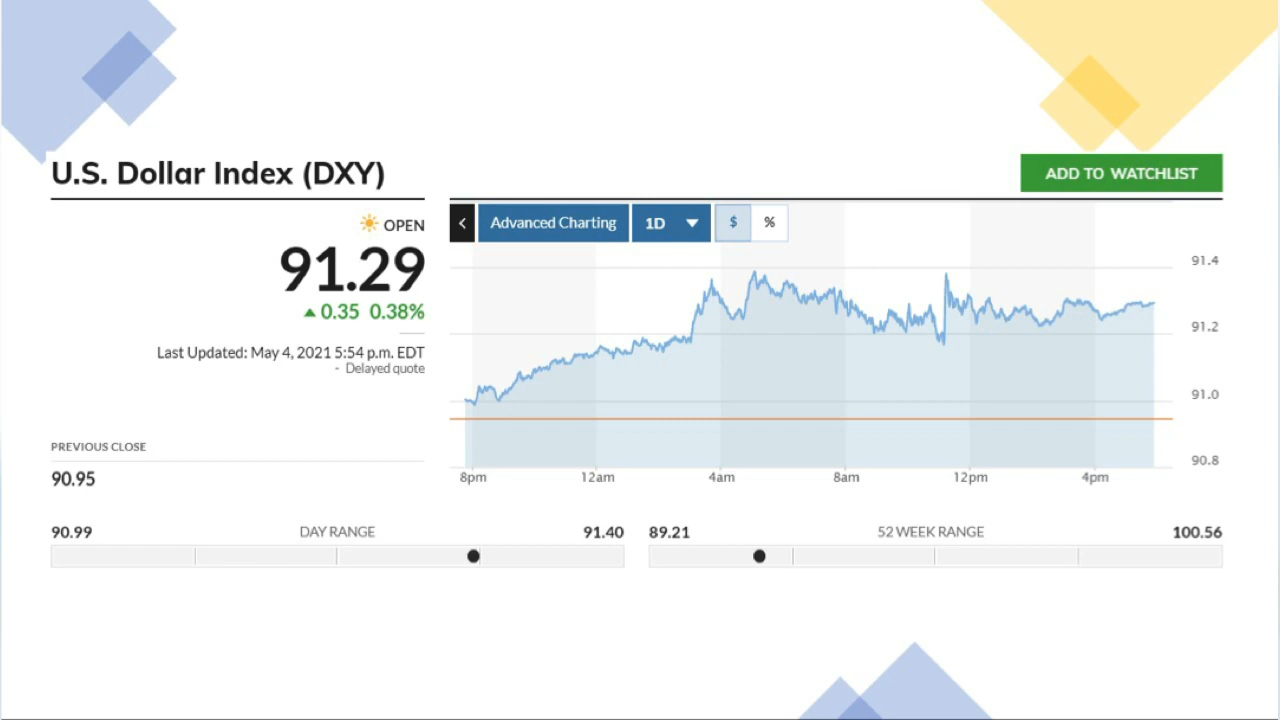 U.S. Dollar Index (DXY)
ADD TO WATCHLIST
OPEN
91.29
0.35 0.38%
Last Updated: May 4, 2021 5:54 p.m. EDT
- Delayed quote
PREVIOUS CLOSE
90.95
< Advanced Charting 1D $ %
91.4
91.2
91.0
90.8
8pm 12am 4am 8am 12pm 4pm
90.99 DAY RANGE 91.40
89.21 52 WEEK RANGE 100.56